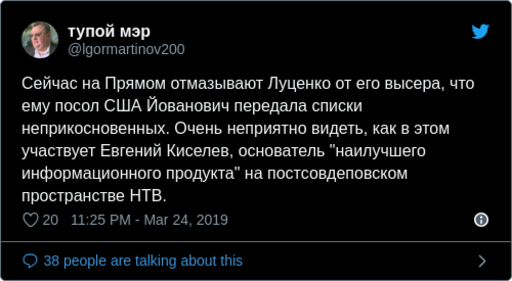 тупой мэр
@lgormartinov200
Сейчас на Прямом отмазывают Луценко от его высера, что
ему посол США Йованович передала списки
неприкосновенных. Очень неприятно видеть, как в этом
участвует Евгений Киселев, основатель "наилучшего
информационного продукта" на постсовдеповском
пространстве НТВ.
20 11:25 PM - Mar 24, 2019
38 people are talking about this